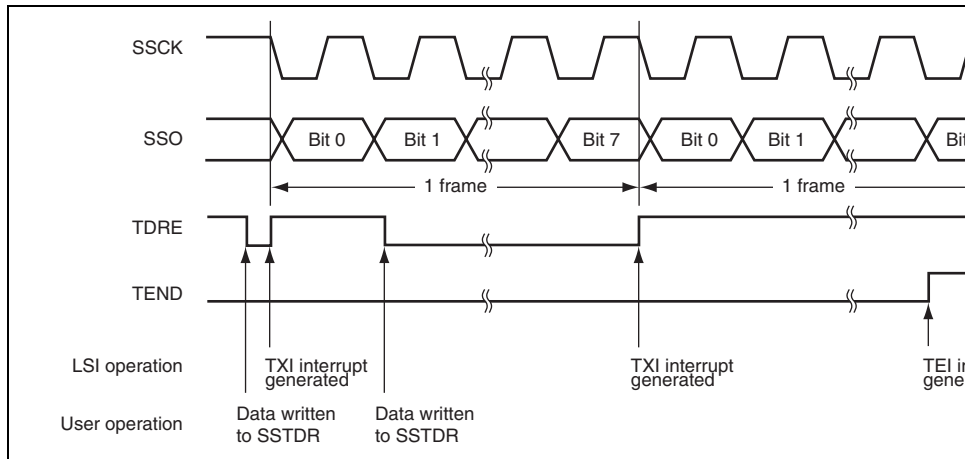 SSCK
SSO
Bit 0
Bit 1
Bit 7
Bit 0
Bit 1
1 frame
1 frame
TDRE
TEND
LSI operation
TXI interrupt
generated
TXI interrupt
generated
TEI
User operation
Data written
to SSTDR
Data written
to SSTDR